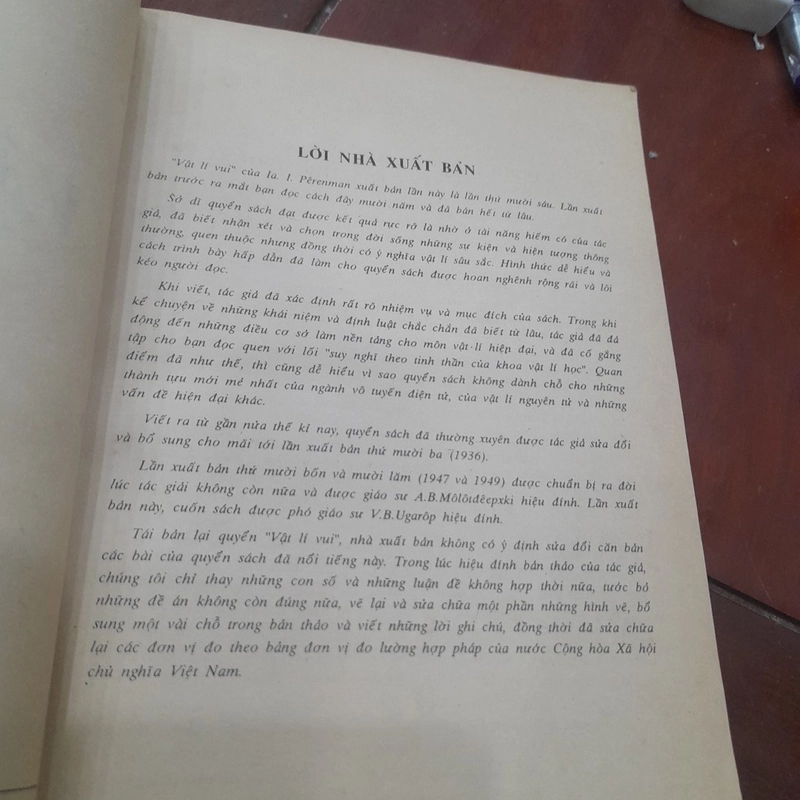 LỜI NHÀ XUẤT BẢN
"Vật lí vui" của Ia. I. Pêrenman xuất bản lần này là lần thứ mười sáu. Lần xuất
bản trước ra mắt bạn đọc cách đây mười năm và đã bán hết từ lâu.
Sở dĩ quyển sách đạt được kết quả rực rỡ là nhờ ở tài năng hiếm có của tác
giả, đã biết nhận xét và chọn trong đời sống những sự kiện và hiện tượng thông
thường, quen thuộc nhưng đồng thời có ý nghĩa vật lí sâu sắc. Hình thức dễ hiểu và
cách trình bày hấp dẫn đã làm cho quyển sách được hoan nghênh rộng rãi và lôi
kéo người đọc.
Khi viết, tác giả đã xác định rất rõ nhiệm vụ và mục đích của sách. Trong khi
kể chuyện về những khái niệm và định luật chắc chắn đã biết từ lâu, tác giả đã đả
động đến những điều cơ sở làm nền tảng cho môn vật-lí hiện đại, và đã cố gắng
tập cho bạn đọc quen với lối "suy nghĩ theo tinh thần của khoa vật lí học". Quan
điểm đã như thế, thì cũng dễ hiểu vì sao quyển sách không dành chỗ cho những
thành tựu mới mẻ nhất của ngành vô tuyến điện tử, của vật lí nguyên tử và những
vấn đề hiện đại khác.
Viết ra từ gần nửa thế kỉ nay, quyển sách đã thường xuyên được tác giả sửa đổi
và bổ sung cho mãi tới lần xuất bản thứ mười ba (1936).
Lần xuất bản thứ mười bốn và mười lăm (1947 và 1949) được chuẩn bị ra đời
lúc tác giải không còn nữa và được giáo sư A.B.Môlôtđêcpxki hiệu đính. Lần xuất
bản này, cuốn sách được phó giáo sư V.B.Ugarôp hiệu đính.
Tái bản lại quyển "Vật lí vui", nhà xuất bản không có ý định sửa đổi căn bản
các bài của quyển sách đã nổi tiếng này. Trong lúc hiệu đính bản thảo của tác giả,
chúng tôi chỉ thay những con số và những luận đề không hợp thời nữa, tước bỏ
những đề án không còn đúng nữa, vẽ lại và sửa chữa một phần những hình vẽ, bổ
sung một vài chỗ trong bản thảo và viết những lời ghi chú, đồng thời đã sửa chữa
lại các đơn vị đo theo bảng đơn vị đo lường hợp pháp của nước Cộng hòa Xã hội
chủ nghĩa Việt Nam.